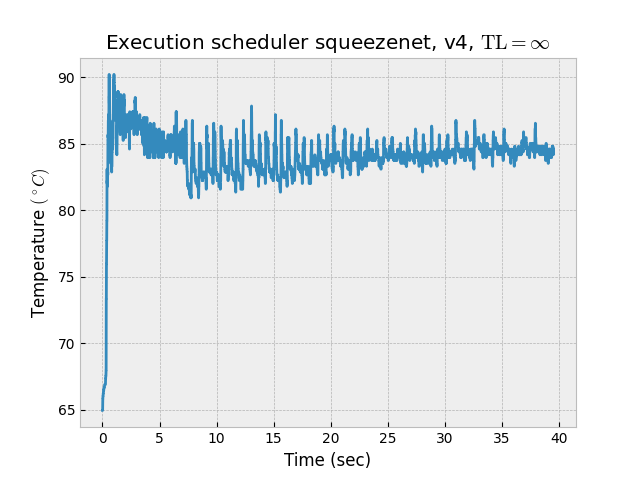 Execution scheduler squeezenet, v4, TL = ∞
90
85
80
75
70
65
Temperature (°C)
0 5 10 15 20 25 30 35 40
Time (sec)